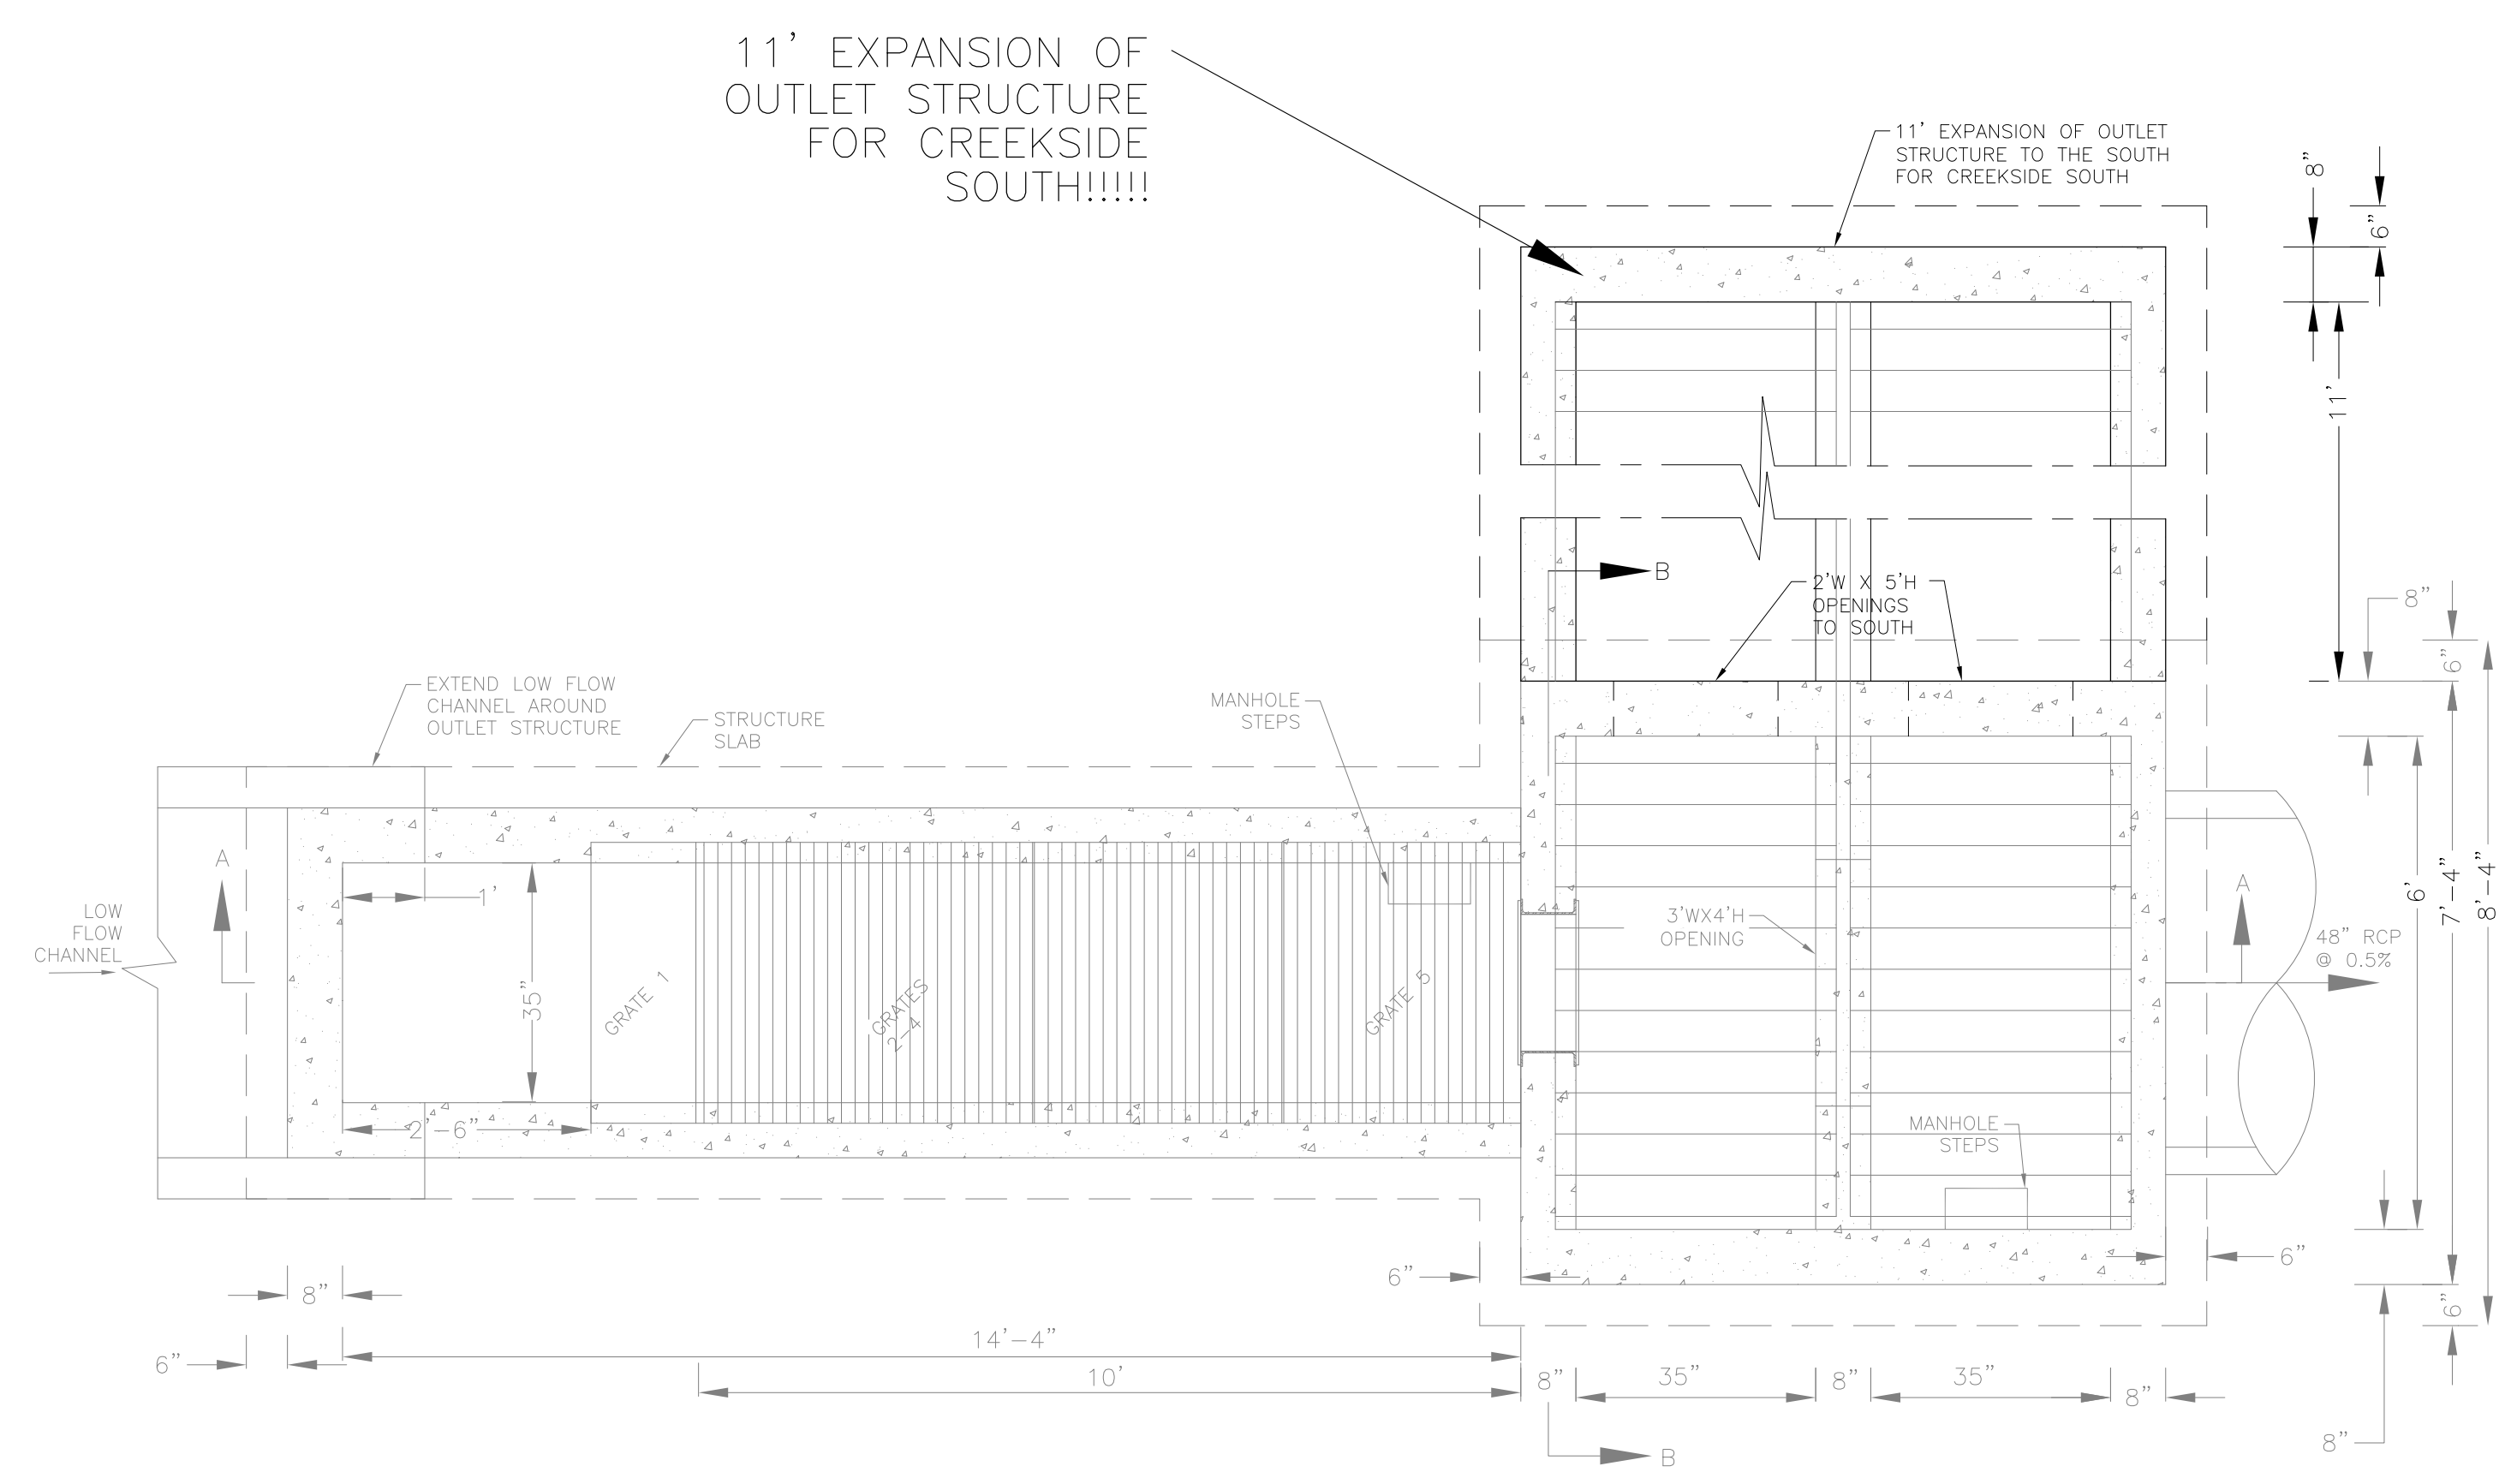 11' EXPANSION OF
OUTLET STRUCTURE
FOR CREEKSIDE
SOUTH!!!!!
11' EXPANSION OF OUTLET
STRUCTURE TO THE SOUTH
FOR CREEKSIDE SOUTH
8"
6"
11'
B
2'W X 5'H
OPENINGS
TO SOUTH
8"
6"
EXTEND LOW FLOW
CHANNEL AROUND
OUTLET STRUCTURE
STRUCTURE
SLAB
MANHOLE
STEPS
A
1'
LOW
FLOW
CHANNEL
35"
GRATE 1
GRATES
2-4
GRATE 5
3'WX4'H
OPENING
A
48" RCP
@ 0.5%
6'
7'-4"
8'-4"
2'-6"
MANHOLE
STEPS
6"
6"
8"
6"
6"
14'-4"
10'
8"
35"
8"
35"
8"
8"
B